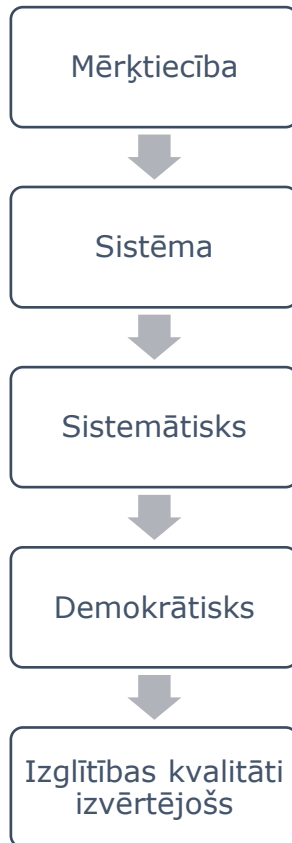 Mērķtiecība
Sistēma
Sistemātisks
Demokrātisks
Izglītības kvalitāti
izvērtējošs